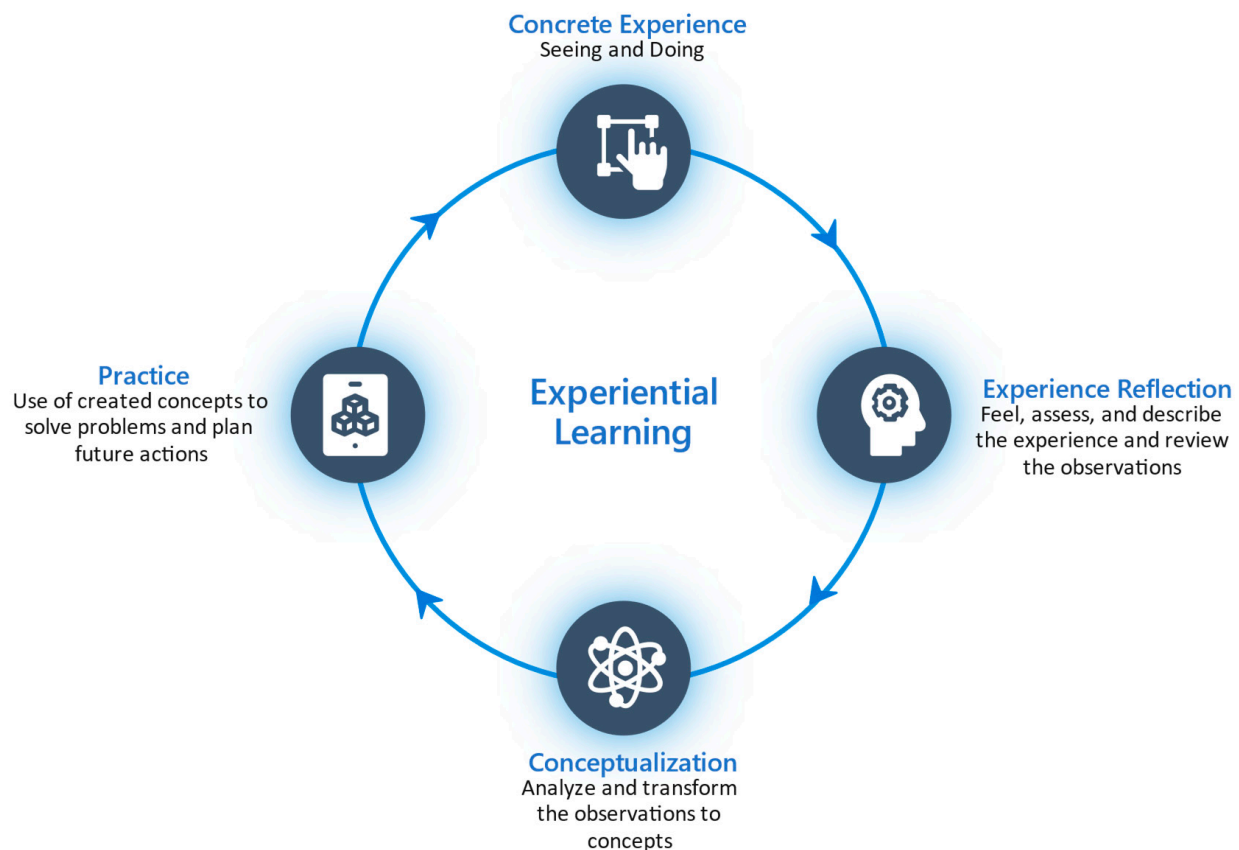 Concrete Experience
Seeing and Doing
Practice
Use of created concepts to
solve problems and plan
future actions
Experiential
Learning
Experience Reflection
Feel, assess, and describe
the experience and review
the observations
Conceptualization
Analyze and transform
the observations to
concepts